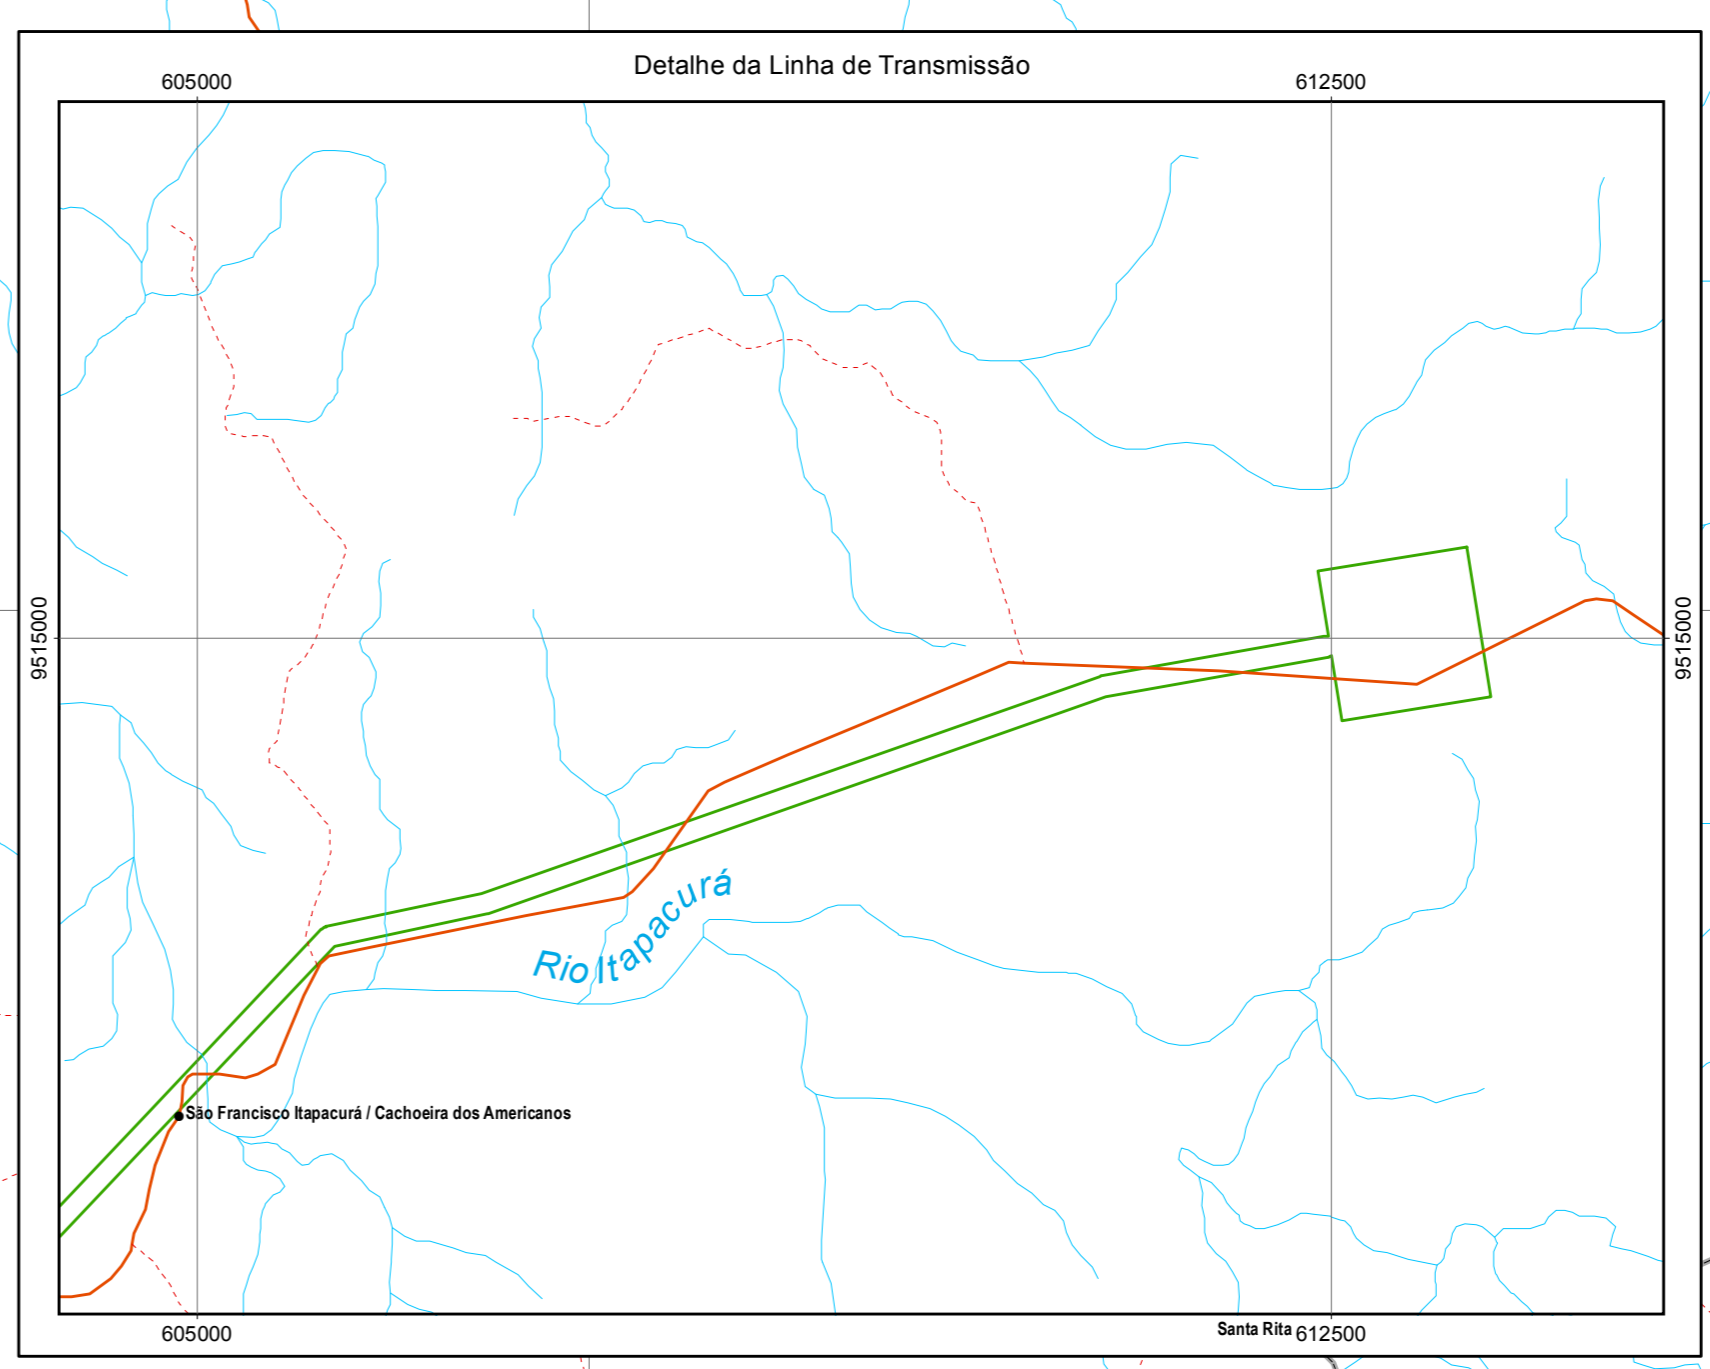 Detalhe da Linha de Transmissão
605000
612500
9515000
9515000
Rio Itapacurá
São Francisco Itapacurá / Cachoeira dos Americanos
605000
Santa Rita
612500